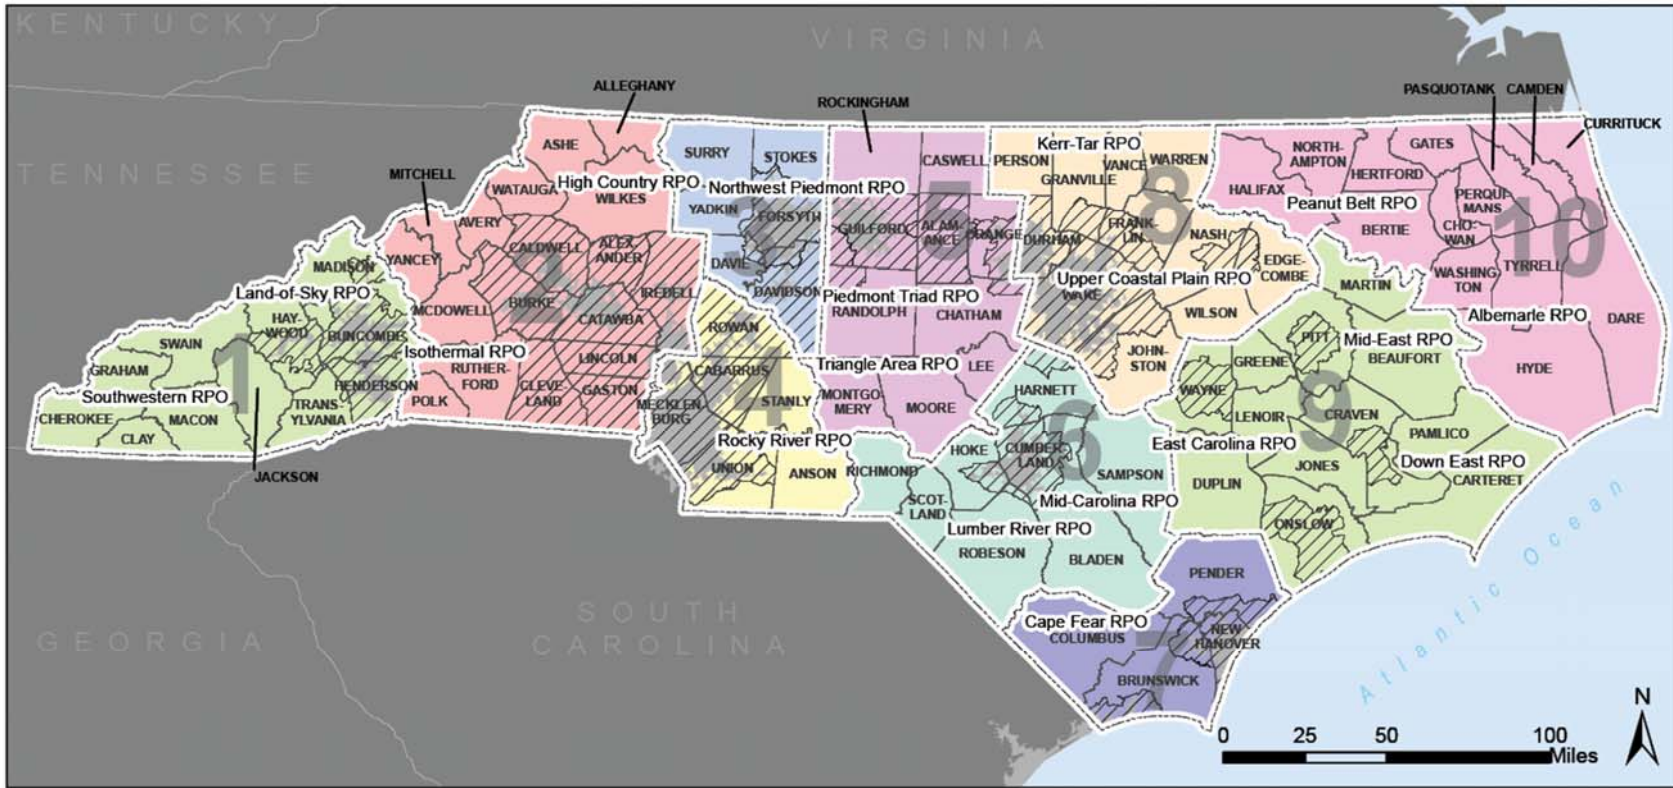 KENTUCKY
VIRGINIA
TENNESSEE
GEORGIA
SOUTH
CAROLINA
Atlantic Ocean
ALLEGHANY
ROCKINGHAM
PASQUOTANK
CAMDEN
CURRITUCK
MITCHELL
JACKSON
1
MADISON
Land-of-Sky RPO
HAY-
WOOD
BUNCOMBE
SWAIN
GRAHAM
HENDERSON
Southwestern RPO
TRANS-
YLVANIA
CHEROKEE
MACON
CLAY
2
ASHE
WATAUGA
High Country RPO
WILKES
AVERY
CALDWELL
ALEX-
ANDER
YANCEY
IREDELL
MCDOWELL
BURKE
CATAWBA
Isothermal RPO
RUTHER-
FORD
LINCOLN
POLK
CLEVE-
LAND
GASTON
3
SURRY
STOKES
Northwest Piedmont RPO
YADKIN
FORSYTH
DAVIE
DAVIDSON
4
ROWAN
CABARRUS
STANLY
MECKLEN-
BURG
Rocky River RPO
UNION
ANSON
5
CASWELL
GUILFORD
ALAM-
ANCE
ORANGE
Piedmont Triad RPO
RANDOLPH
CHATHAM
Triangle Area RPO
LEE
MONTGO-
MERY
MOORE
8
Kerr-Tar RPO
PERSON
VANCE
WARREN
GRANVILLE
FRANK-
LIN
NASH
DURHAM
EDGE-
COMBE
Upper Coastal Plain RPO
WAKE
WILSON
JOHN-
STON
6
HARNETT
HOKE
CUMBER-
LAND
RICHMOND
SAMPSON
SCOT-
LAND
Mid-Carolina RPO
Lumber River RPO
ROBESON
BLADEN
7
PENDER
Cape Fear RPO
COLUMBUS
NEW
HANOVER
BRUNSWICK
9
MARTIN
PITT
Mid-East RPO
GREENE
BEAUFORT
WAYNE
LENOIR
CRAVEN
East Carolina RPO
PAMLICO
JONES
Down East RPO
DUPLIN
CARTERET
ONSLOW
10
NORTH-
AMPTON
GATES
HERTFORD
HALIFAX
PERQUI-
MANS
Peanut Belt RPO
BERTIE
CHO-
WAN
WASHING
TON
TYRRELL
Albemarle RPO
DARE
HYDE
N
0 25 50 100
Miles